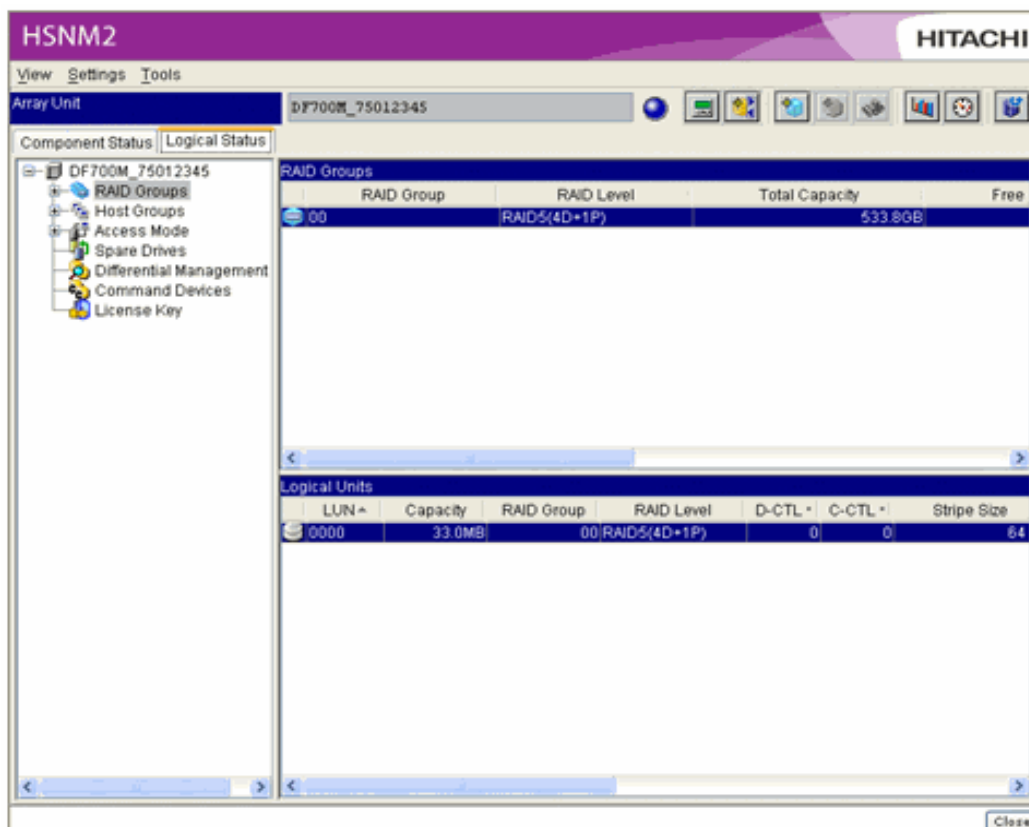 HSNM2
HITACHI
View Settings Tools
Array Unit
DF700M_75012345
Component Status Logical Status
DF700M_75012345
RAID Groups
Host Groups
Access Mode
Spare Drives
Differential Management
Command Devices
License Key
RAID Groups
RAID Group RAID Level Total Capacity Free
00 RAID5(4D+1P) 533.8GB
Logical Units
LUN Capacity RAID Group RAID Level D-CTL * C-CTL * Stripe Size
0000 33.0MB 00 RAID5(4D+1P) 0 0 64
Close